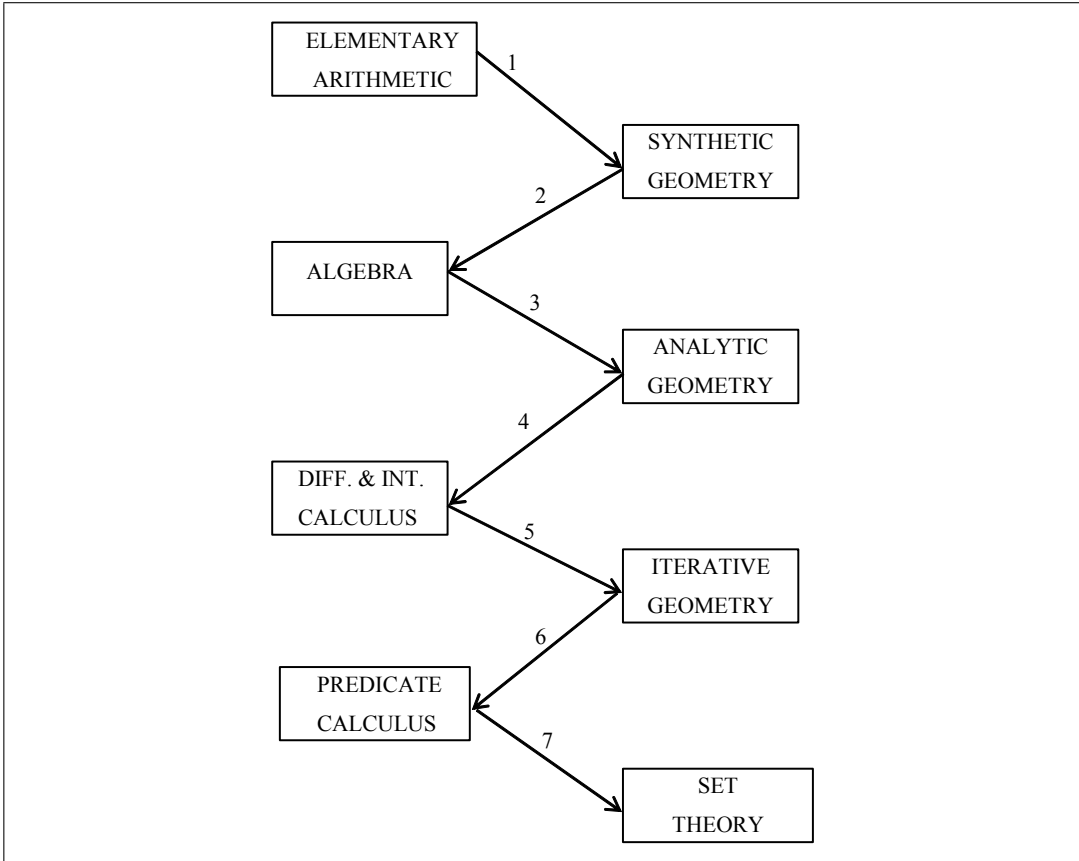 ELEMENTARY
ARITHMETIC
1
SYNTHETIC
GEOMETRY
2
ALGEBRA
3
ANALYTIC
GEOMETRY
4
DIFF. & INT.
CALCULUS
5
ITERATIVE
GEOMETRY
6
PREDICATE
CALCULUS
7
SET
THEORY